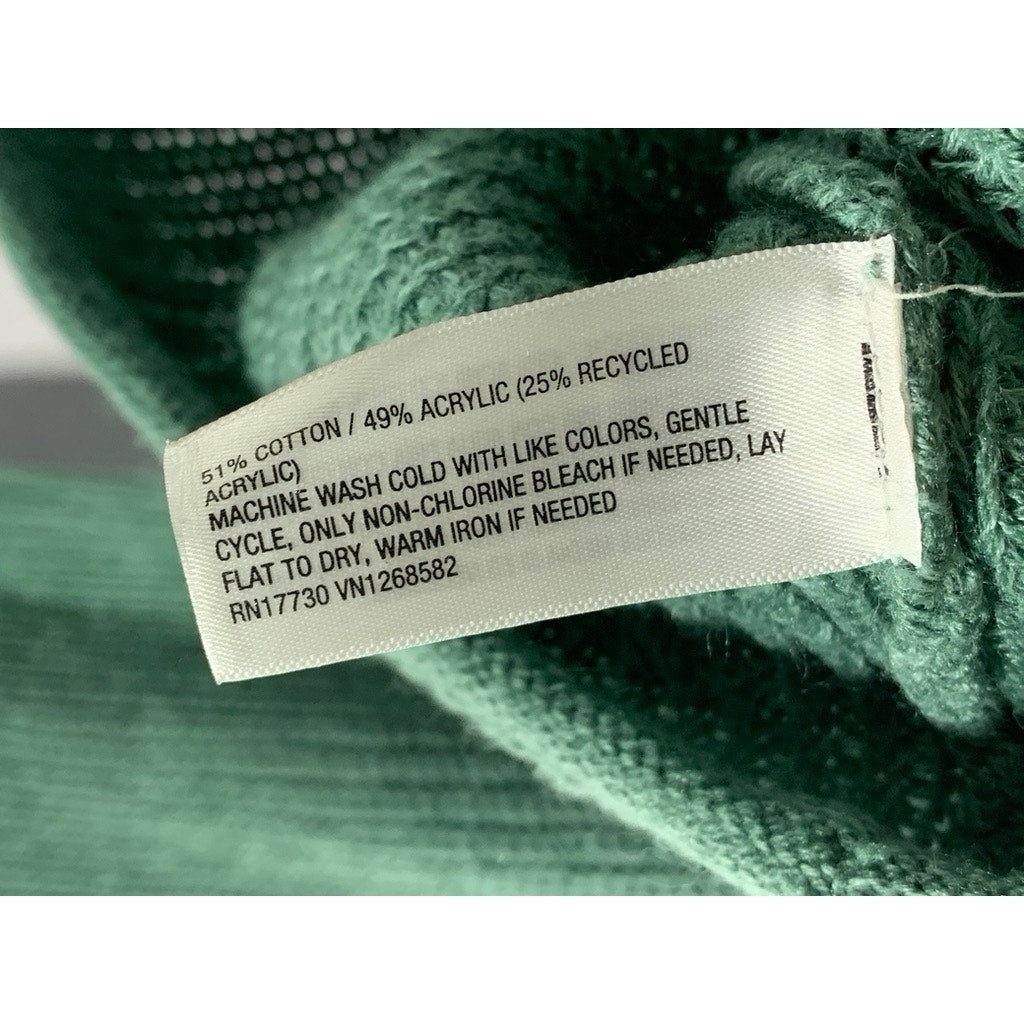 51% COTTON / 49% ACRYLIC (25% RECYCLED
ACRYLIC)
MACHINE WASH COLD WITH LIKE COLORS, GENTLE
CYCLE, ONLY NON-CHLORINE BLEACH IF NEEDED, LAY
FLAT TO DRY, WARM IRON IF NEEDED
RN17730 VN1268582